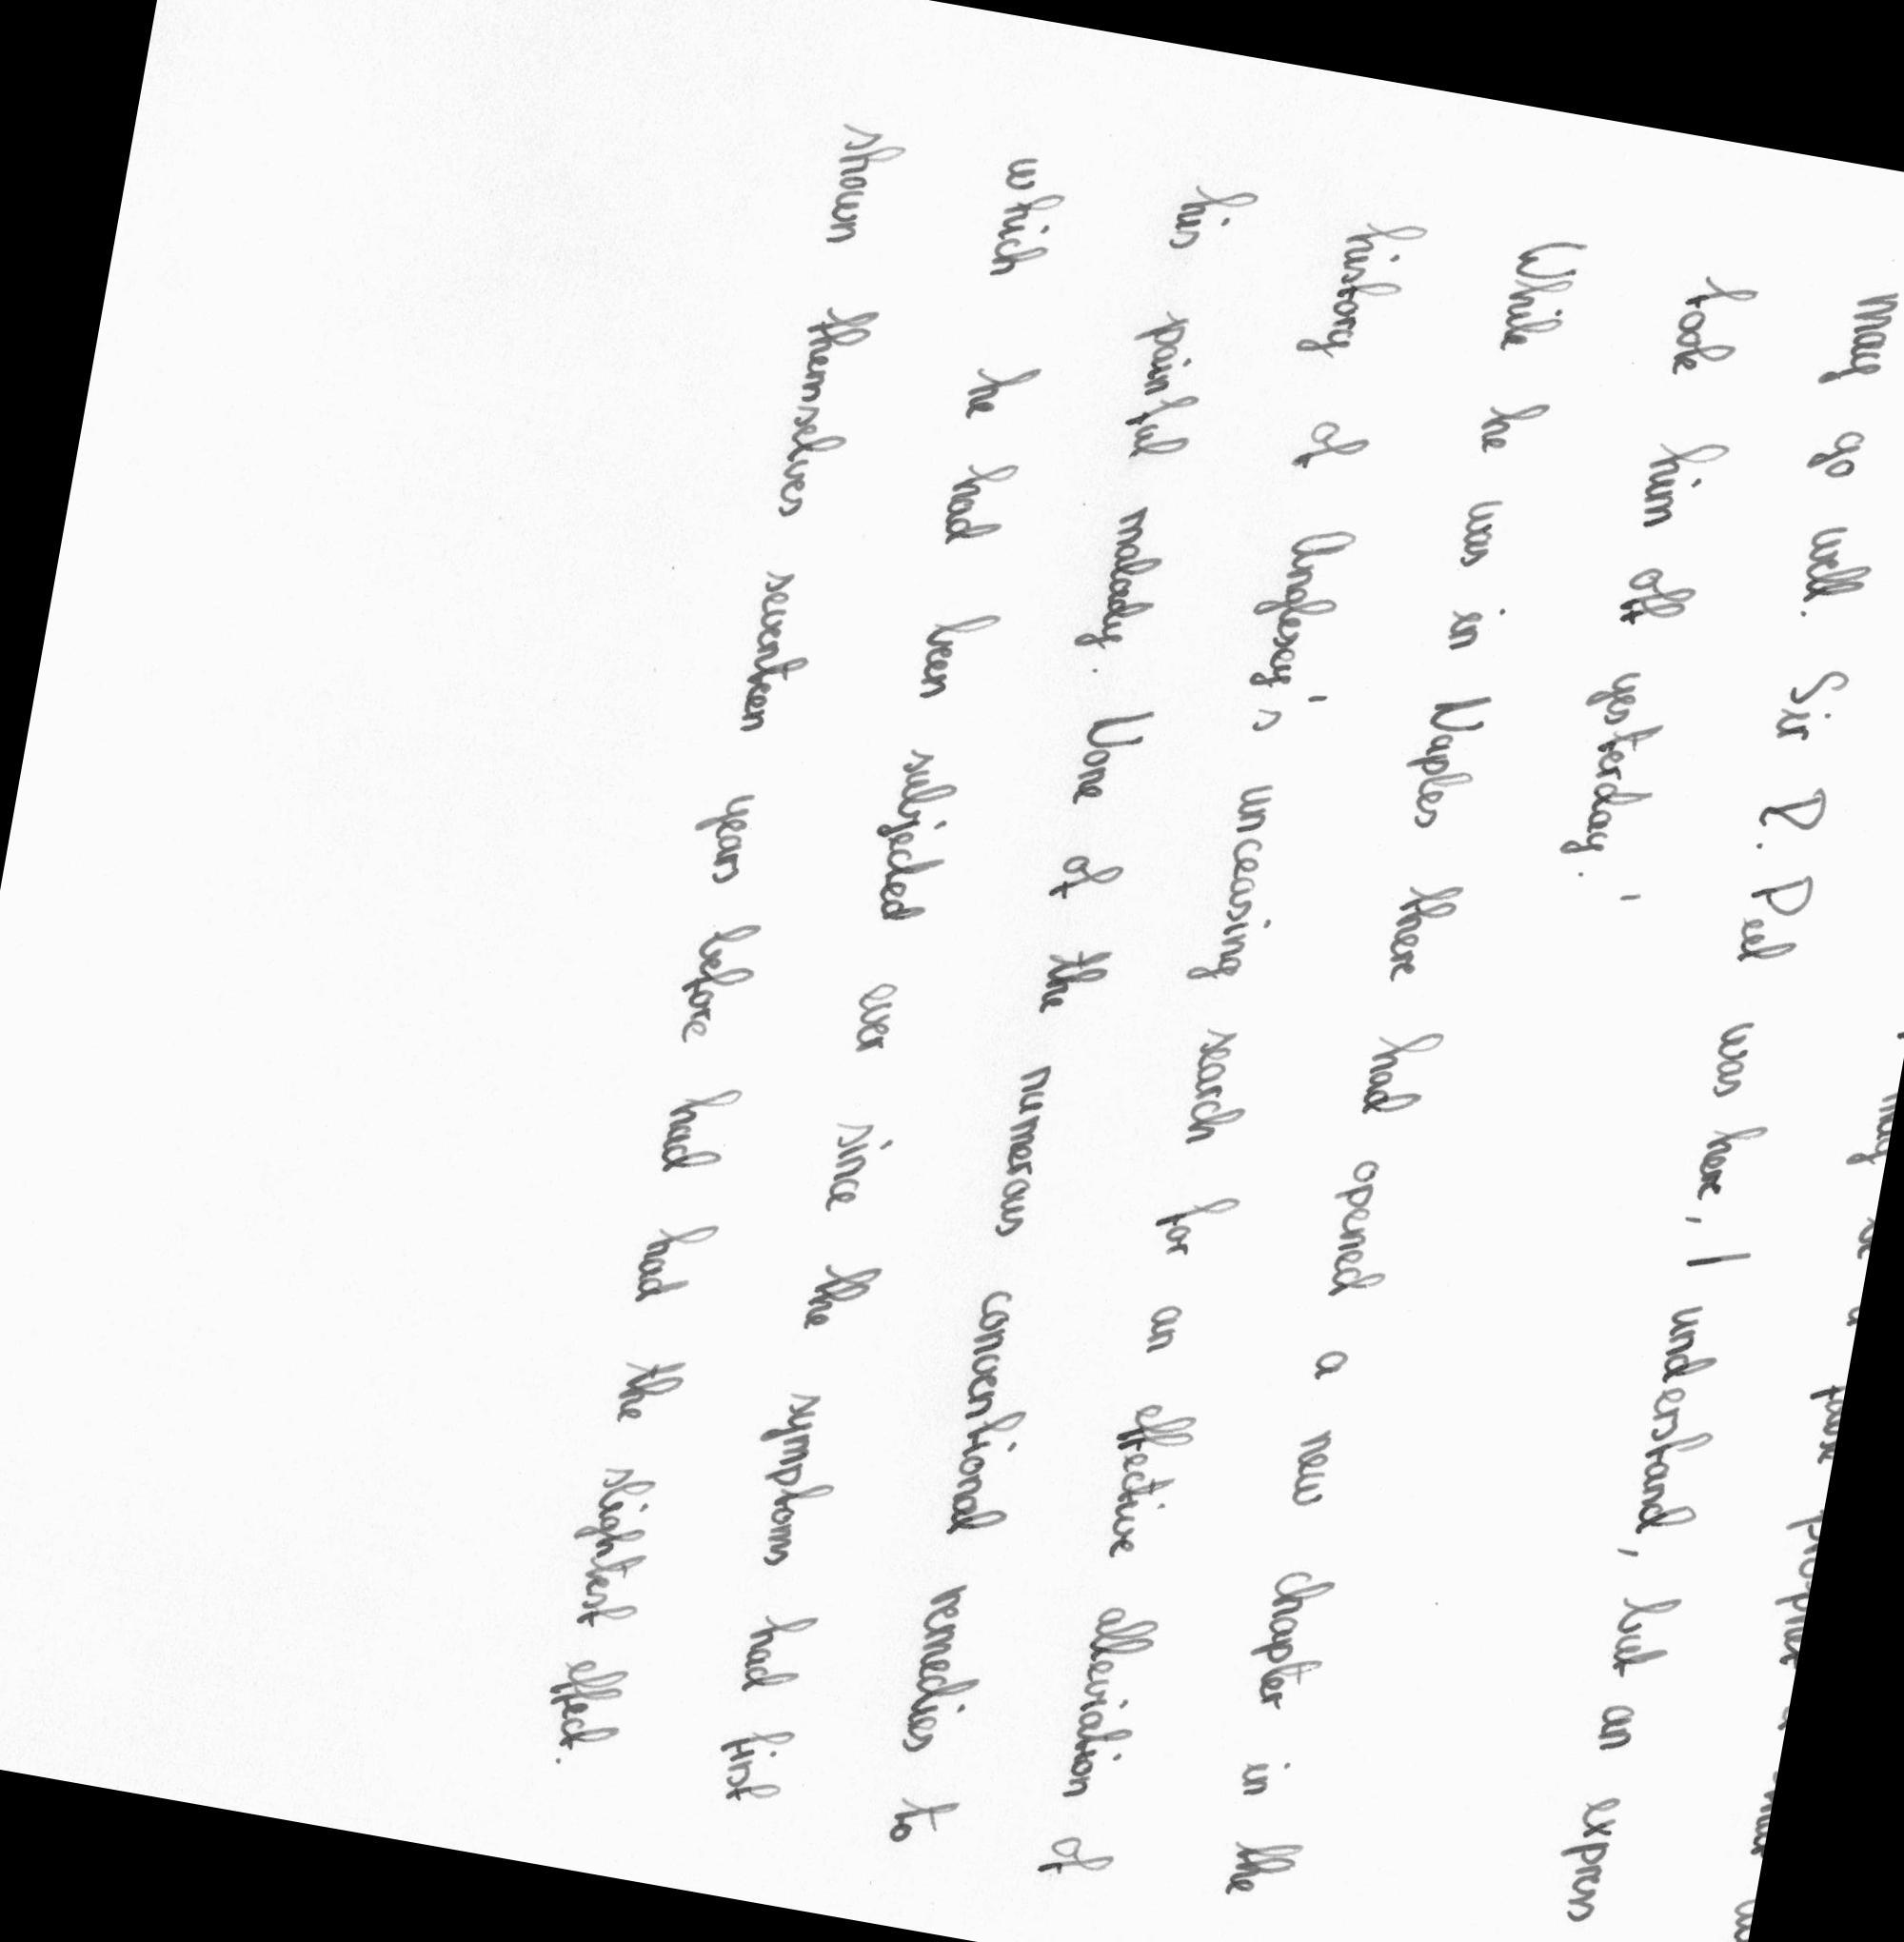 may go well. Sir R. Peel was here, I understand, but an express
took him off yesterday.'
While he was in Naples there had opened a new chapter in the
history of Anglesey's unceasing search for an effective alleviation of
his painful malady. None of the numerous conventional remedies to
which he had been subjected ever since the symptoms had first
shown themselves seventeen years before had had the slightest effect.